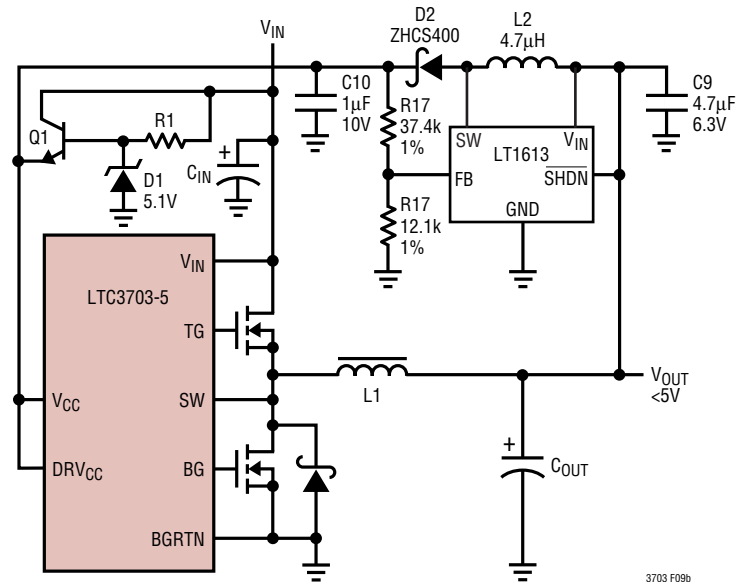 VIN
D2
ZHCS400
L2
4.7μH
C10
1μF
10V
R17
37.4k
1%
C9
4.7μF
6.3V
Q1
R1
CIN
+
D1
5.1V
SW
VIN
LT1613
FB
SHDN
GND
R17
12.1k
1%
VIN
LTC3703-5
TG
VCC
SW
L1
VOUT
<5V
DRVCC
BG
+
COUT
BGRTN
3703 F09b